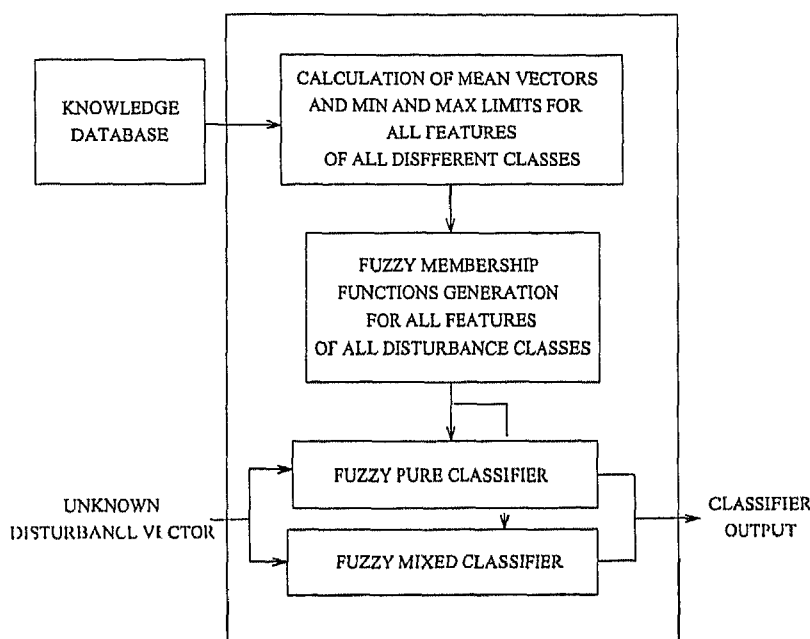 KNOWLEDGE
DATABASE
CALCULATION OF MEAN VECTORS
AND MIN AND MAX LIMITS FOR
ALL FEATURES
OF ALL DISFFERENT CLASSES
FUZZY MEMBERSHIP
FUNCTIONS GENERATION
FOR ALL FEATURES
OF ALL DISTURBANCE CLASSES
FUZZY PURE CLASSIFIER
UNKNOWN
DISTURBANCE VECTOR
FUZZY MIXED CLASSIFIER
CLASSIFIER
OUTPUT